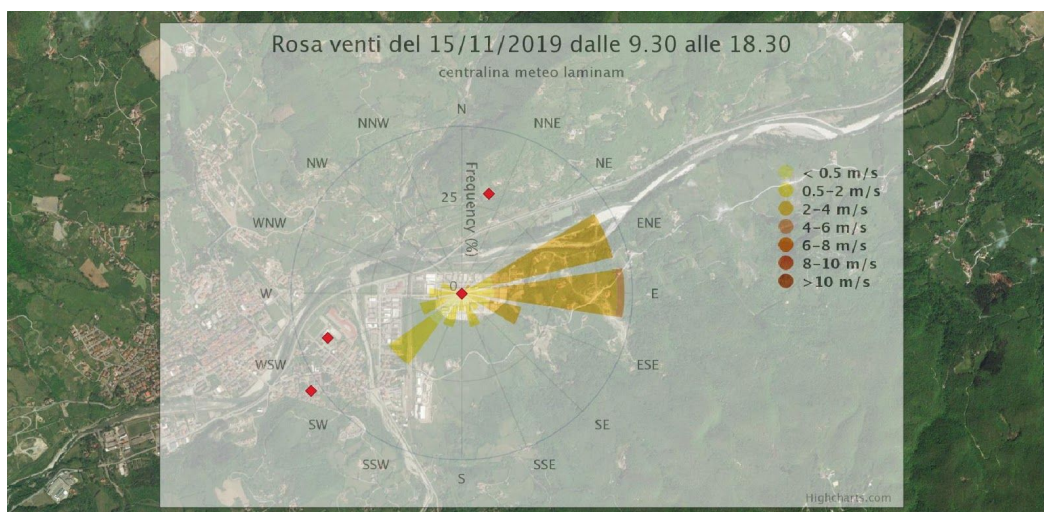 Rosa venti del 15/11/2019 dalle 9.30 alle 18.30
centralina meteo laminam
N
NNW
NNE
NW
NE
Frequency (%)
25
< 0.5 m/s
0.5–2 m/s
2–4 m/s
WNW
ENE
4–6 m/s
6–8 m/s
8–10 m/s
>10 m/s
0
W
E
WSW
ESE
SW
SE
SSW
SSE
S
Highcharts.com